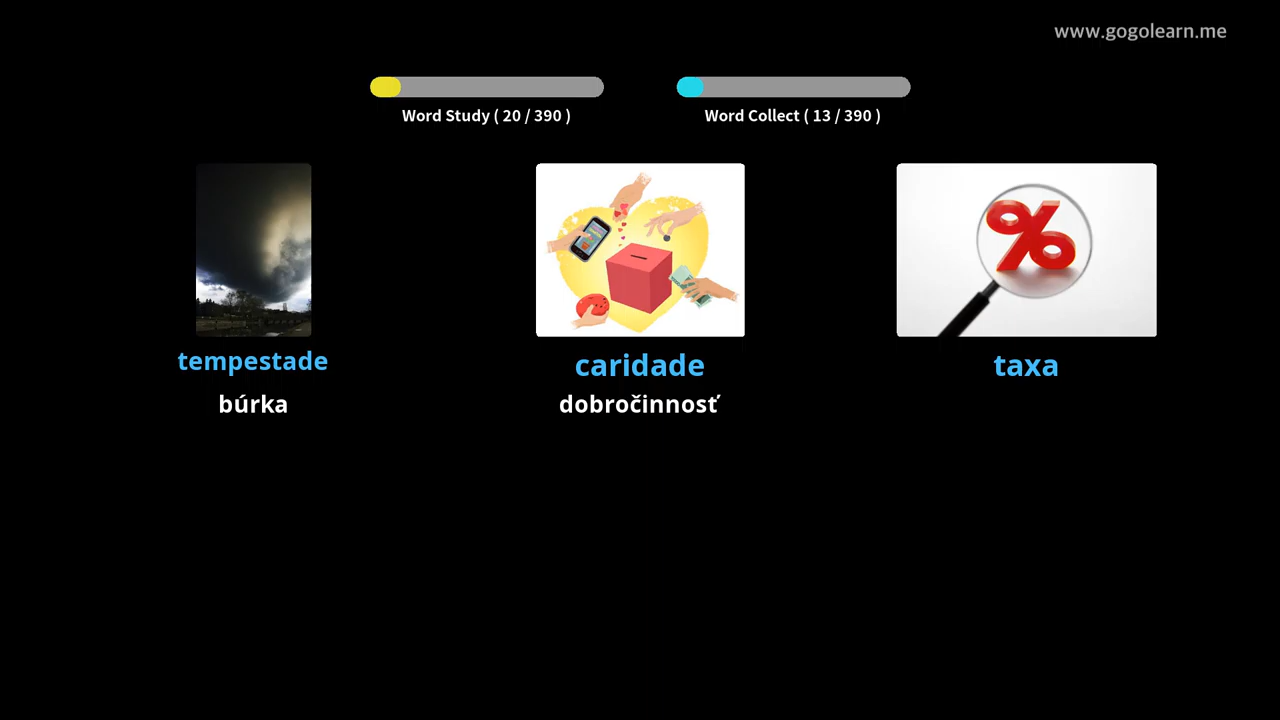 www.gogolearn.me
Word Study ( 20 / 390 )
Word Collect ( 13 / 390 )
tempestade
caridade
taxa
búrka
dobročinnosť